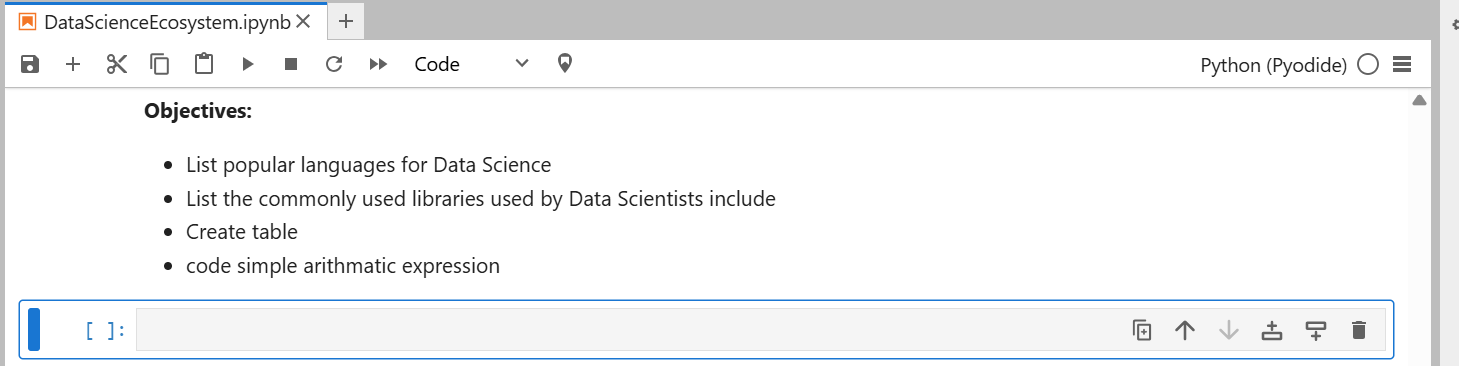 DataScienceEcosystem.ipynb
Code
Python (Pyodide)
Objectives:
List popular languages for Data Science
List the commonly used libraries used by Data Scientists include
Create table
code simple arithmatic expression
[ ]: